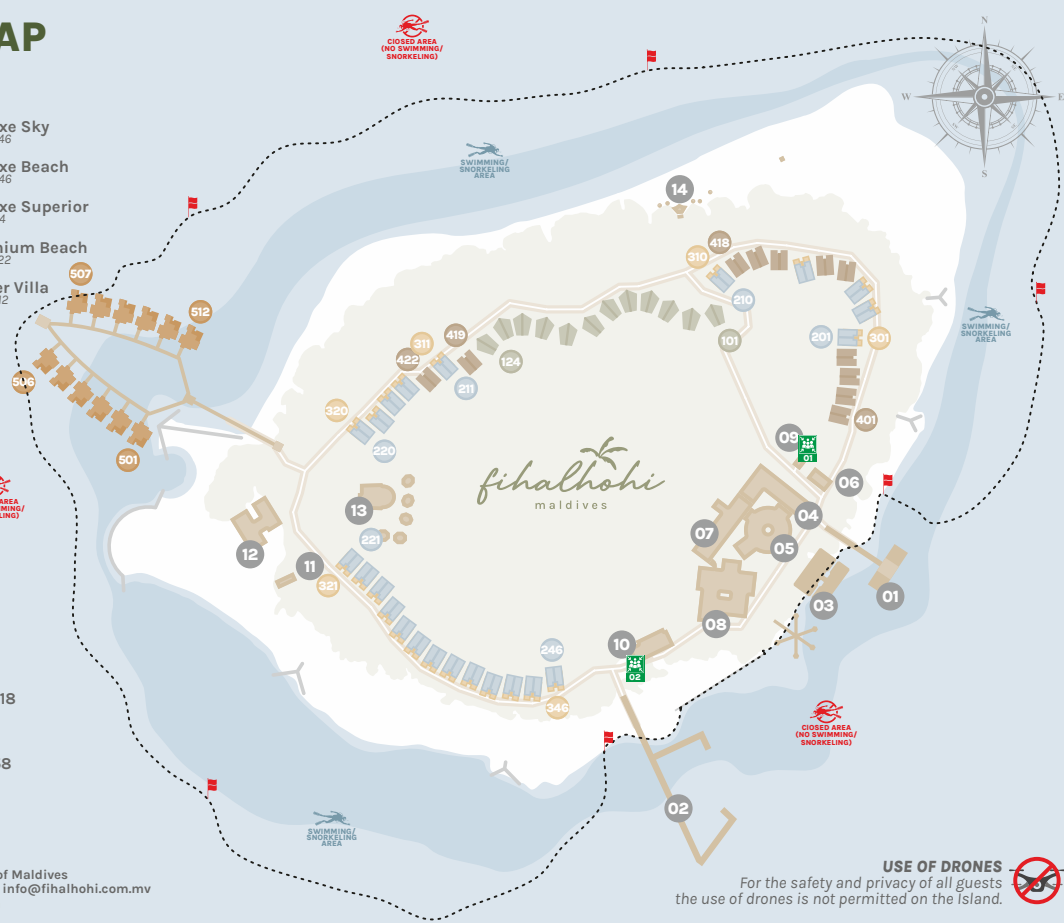 AP
CLOSED AREA
(NO SWIMMING/
SNORKELING)
N
W
E
S
xe Sky
46
xe Beach
46
xe Superior
4
nium Beach
22
er Villa
12
SWIMMING/
SNORKELING
AREA
14
418
310
507
512
210
311
419
422
101
201
301
SWIMMING/
SNORKELING
AREA
124
506
211
320
401
220
09
01
501
fihalhohi
maldives
06
AREA
MING/
LING)
13
04
07
221
05
12
11
321
01
03
08
10
246
02
346
18
CLOSED AREA
(NO SWIMMING/
SNORKELING)
8
02
SWIMMING/
SNORKELING
AREA
of Maldives
info@fihalhohi.com.mv
USE OF DRONES
For the safety and privacy of all guests
the use of drones is not permitted on the Island.